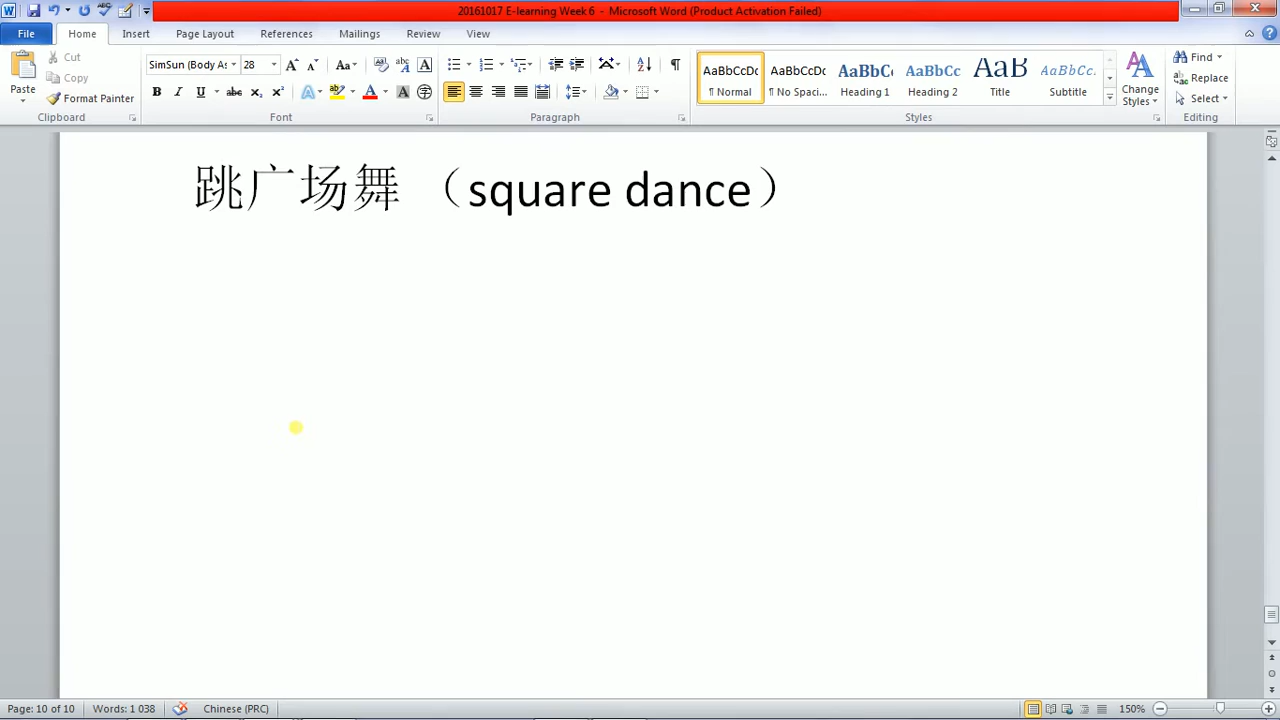 20161017 E-learning Week 6 - Microsoft Word (Product Activation Failed)
File Home Insert Page Layout References Mailings Review View
Paste
Cut
Copy
Format Painter
Clipboard
SimSun (Body As 28
Font
Paragraph
AaBbCcDc AaBbCcDc AaBbCc AaBbCc AaB AaBbCc.
¶ Normal ¶ No Spaci... Heading 1 Heading 2 Title Subtitle
Change
Styles
Styles
Find
Replace
Select
Editing
跳广场舞 （square dance）
Page: 10 of 10 Words: 1 038 Chinese (PRC) 150%